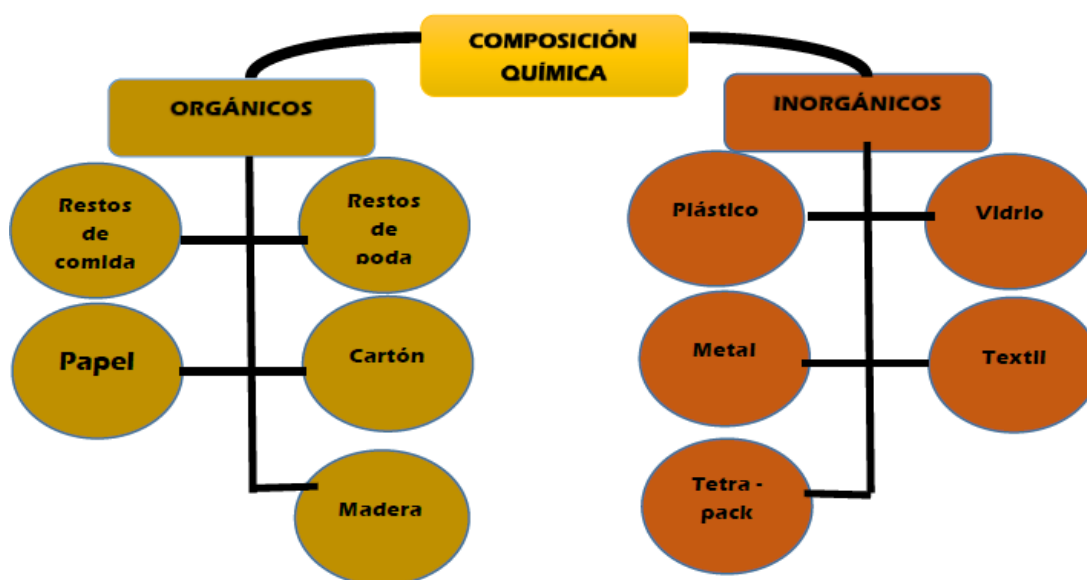 COMPOSICIÓN
QUÍMICA
ORGÁNICOS
Restos
de
comida
Restos
de
poda
Papel
Cartón
Madera
INORGÁNICOS
Plástico
Vidrio
Metal
Textil
Tetra -
pack